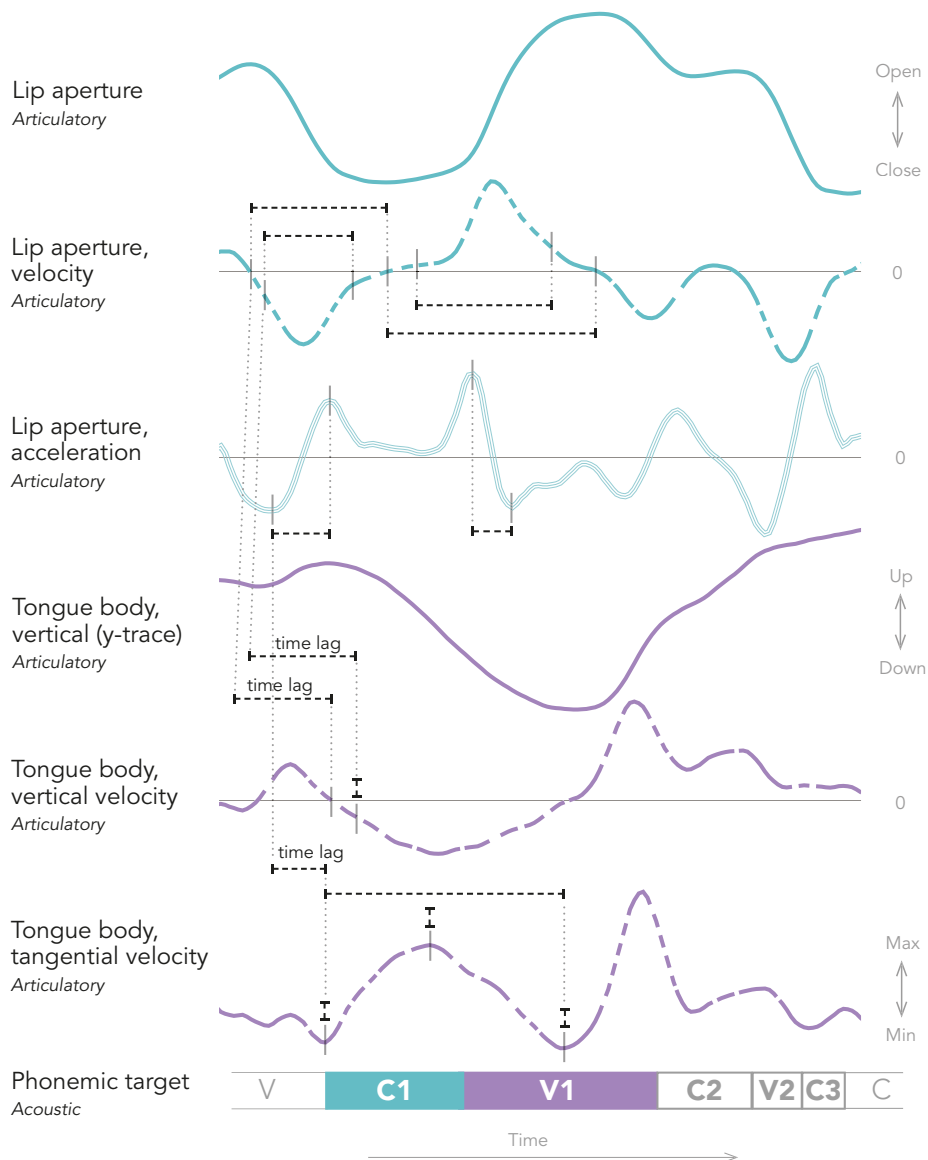 Lip aperture
Articulatory
Open
Close
Lip aperture,
velocity
Articulatory
0
Lip aperture,
acceleration
Articulatory
0
Tongue body,
vertical (y-trace)
Articulatory
Up
Down
time lag
time lag
Tongue body,
vertical velocity
Articulatory
0
time lag
Tongue body,
tangential velocity
Articulatory
Max
Min
Phonemic target
Acoustic
V C1 V1 C2 V2 C3 C
Time